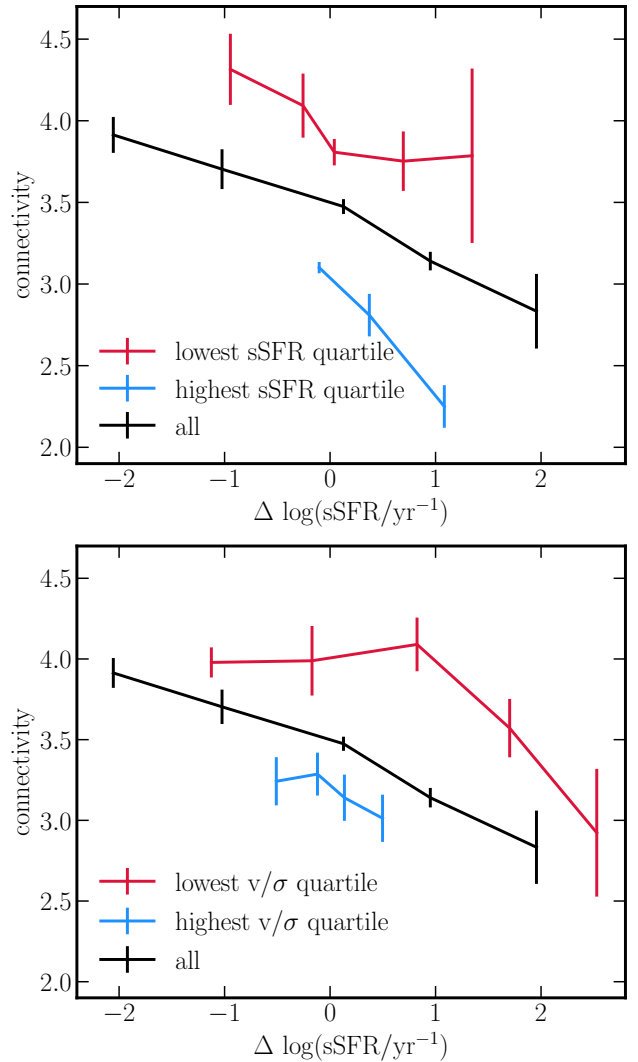 4.5
4.0
3.5
3.0
2.5
2.0
connectivity
lowest sSFR quartile
highest sSFR quartile
all
−2 −1 0 1 2
Δ log(sSFR/yr⁻¹)
4.5
4.0
3.5
3.0
2.5
2.0
connectivity
lowest v/σ quartile
highest v/σ quartile
all
−2 −1 0 1 2
Δ log(sSFR/yr⁻¹)